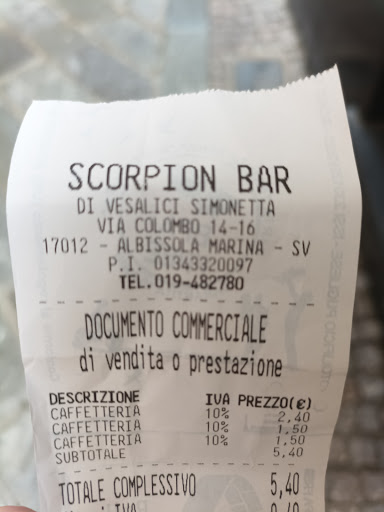 SCORPION BAR
DI VESALICI SIMONETTA
VIA COLOMBO 14-16
17012 - ALBISSOLA MARINA - SV
P.I. 01343320097
TEL.019-482780
DOCUMENTO COMMERCIALE
di vendita o prestazione
DESCRIZIONE IVA PREZZO(€)
CAFFETTERIA 10% 2,40
CAFFETTERIA 10% 1,50
CAFFETTERIA 10% 1,50
SUBTOTALE 5,40
TOTALE COMPLESSIVO 5,40
IVA